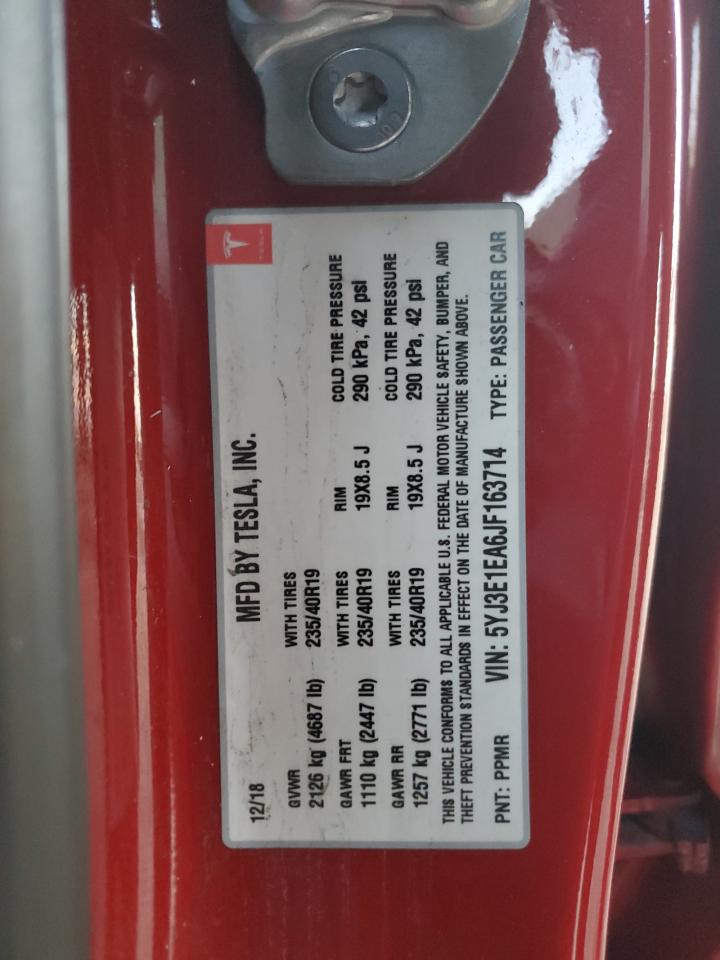 TESLA
MFD BY TESLA, INC.
12/18
GVWR WITH TIRES
2126 kg (4687 lb) 235/40R19
GAWR FRT WITH TIRES RIM COLD TIRE PRESSURE
1110 kg (2447 lb) 235/40R19 19X8.5 J 290 kPa, 42 psi
GAWR RR WITH TIRES RIM COLD TIRE PRESSURE
1257 kg (2771 lb) 235/40R19 19X8.5 J 290 kPa, 42 psi
THIS VEHICLE CONFORMS TO ALL APPLICABLE U.S. FEDERAL MOTOR VEHICLE SAFETY, BUMPER, AND
THEFT PREVENTION STANDARDS IN EFFECT ON THE DATE OF MANUFACTURE SHOWN ABOVE.
PNT: PPMR VIN: 5YJ3E1EA6JF163714 TYPE: PASSENGER CAR